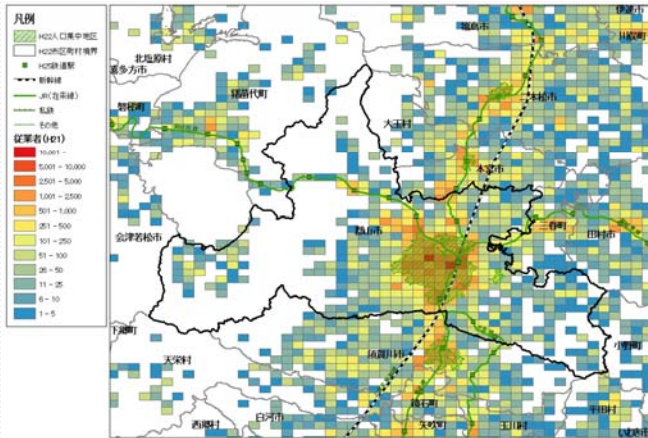 凡例
H22人口集中地区
H22市区町村境界
H25鉄道駅
新幹線
JR(在来線)
私鉄
その他
従業者(H21)
10,001 -
5,001 - 10,000
2,501 - 5,000
1,001 - 2,500
501 - 1,000
251 - 500
101 - 250
51 - 100
26 - 50
11 - 25
6 - 10
1 - 5
伊達市
福島市
川俣町
北塩原村
喜多方市
猪苗代町
二本松市
磐梯町
大玉村
本宮市
三春町
郡山市
田村市
会津若松市
下郷町
小野町
天栄村
須賀川市
鏡石町
平田村
西郷村
白河市
矢吹町
玉川村
いわき市